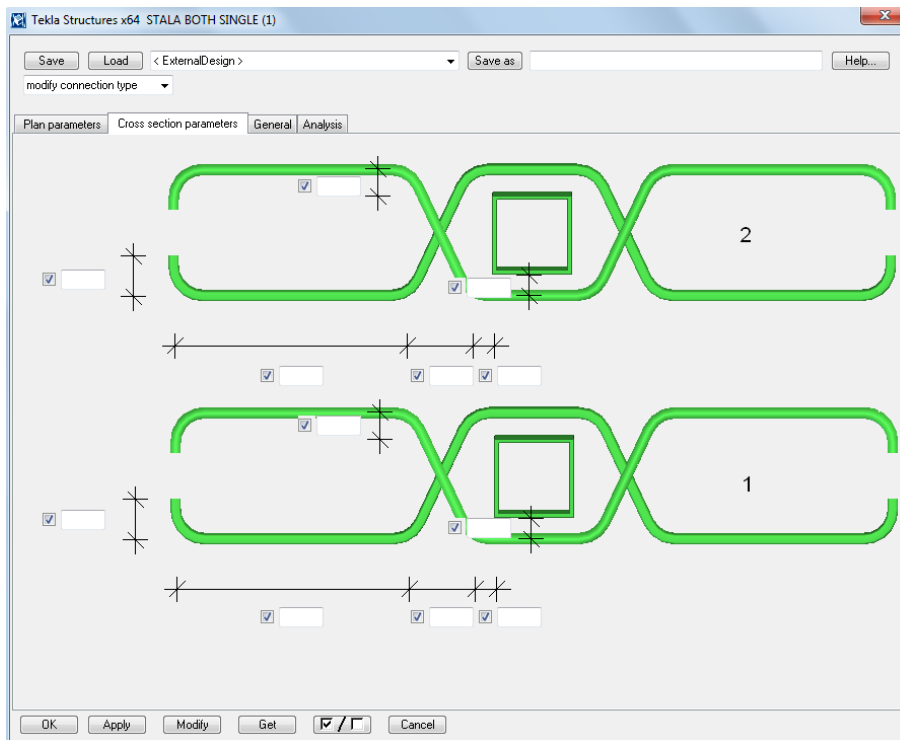 Tekla Structures x64 STALA BOTH SINGLE (1)
Save Load < ExternalDesign > Save as Help...
modify connection type
Plan parameters Cross section parameters General Analysis
2
1
OK Apply Modify Get / Cancel